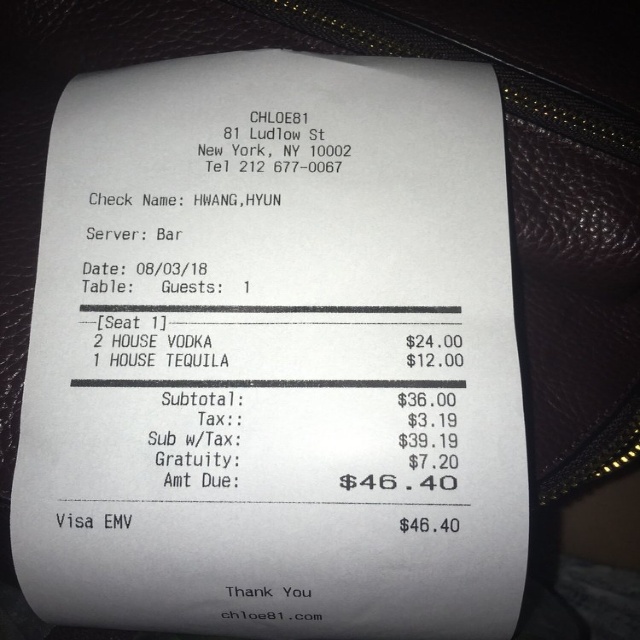 CHLOE81
81 Ludlow St
New York, NY 10002
Tel 212 677-0067
Check Name: HWANG,HYUN
Server: Bar
Date: 08/03/18
Table: Guests: 1
[Seat 1]
2 HOUSE VODKA $24.00
1 HOUSE TEQUILA $12.00
Subtotal: $36.00
Tax:: $3.19
Sub w/Tax: $39.19
Gratuity: $7.20
Amt Due: $46.40
Visa EMV $46.40
Thank You
chloe81.com